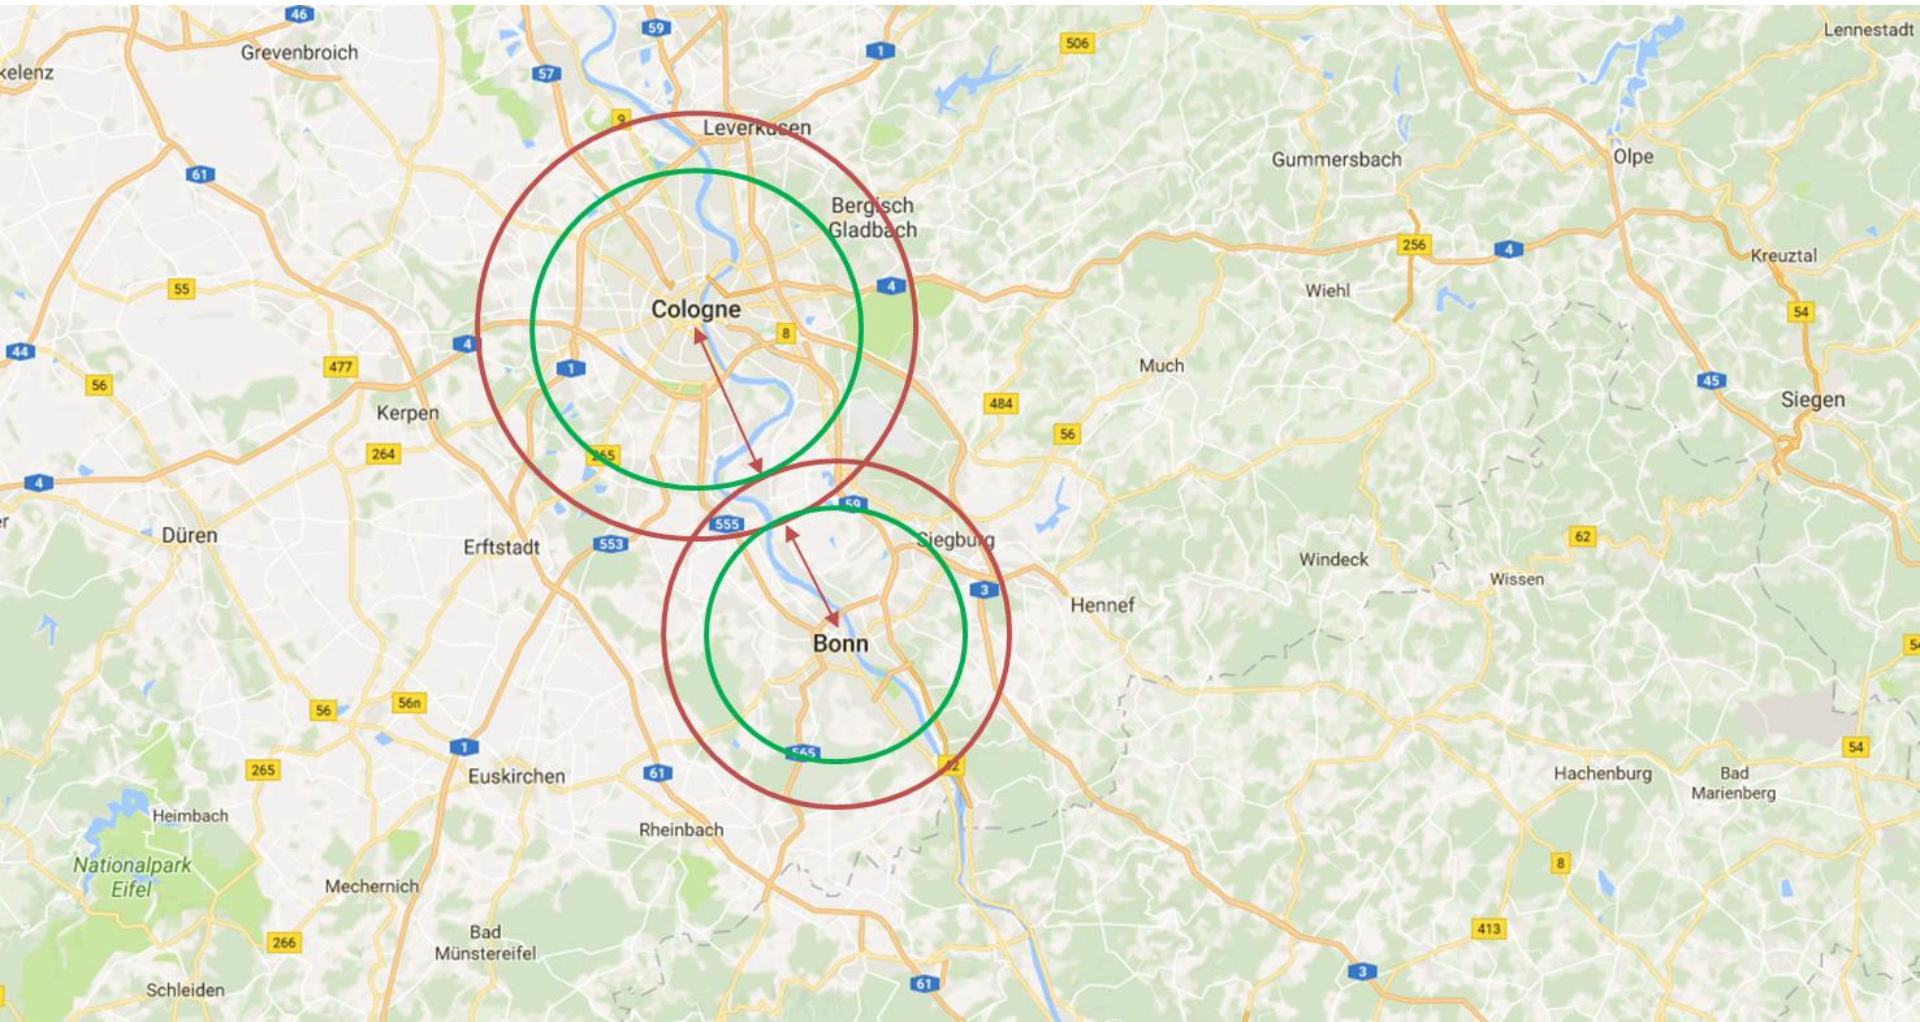 46
59
Lennestadt
Grevenbroich
1
506
kelenz
57
9
Leverkusen
Gummersbach
Olpe
61
Bergisch
Gladbach
256
4
Kreuztal
55
4
Wiehl
Cologne
54
8
4
44
477
1
Much
45
56
Siegen
Kerpen
484
56
264
265
4
59
555
r
Düren
Erftstadt
553
Siegburg
62
Windeck
Wissen
3
Hennef
Bonn
54
56
56n
1
565
54
265
Euskirchen
61
42
Hachenburg
Bad
Marienberg
Heimbach
Rheinbach
Nationalpark
Eifel
8
Mechernich
266
Bad
Münstereifel
413
3
Schleiden
61